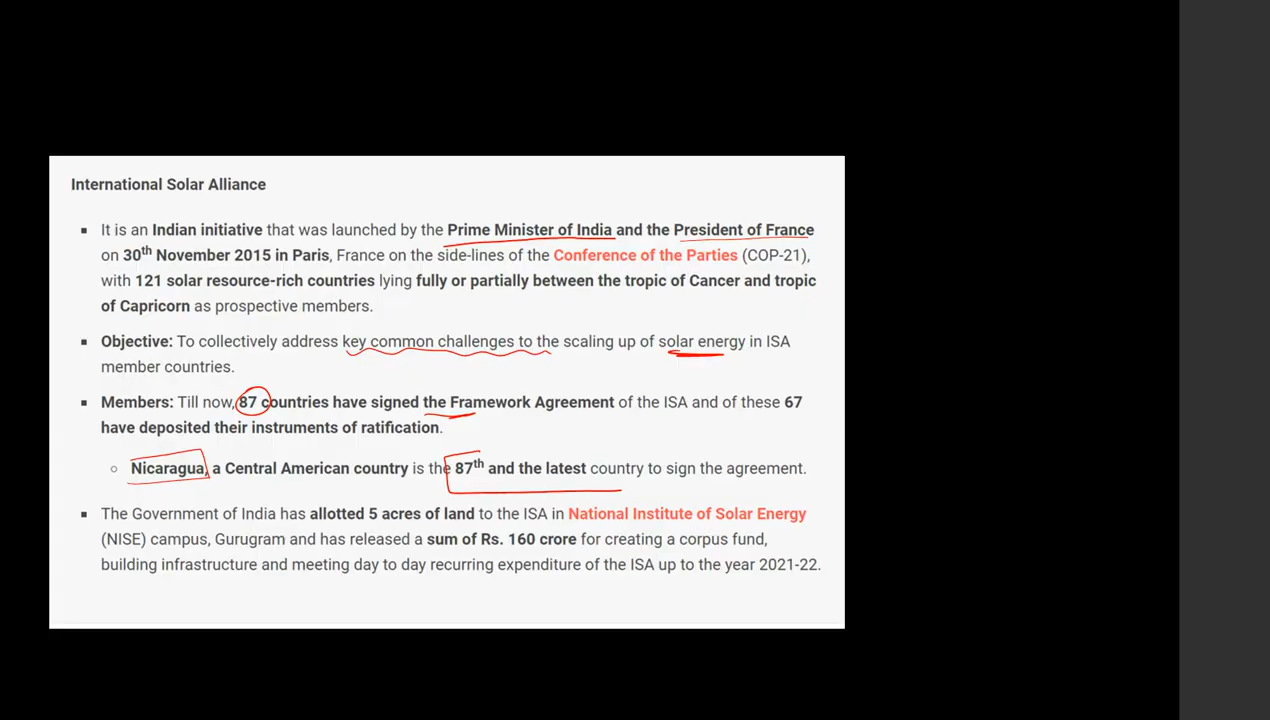 International Solar Alliance
▪ It is an Indian initiative that was launched by the Prime Minister of India and the President of France
on 30th November 2015 in Paris, France on the side-lines of the Conference of the Parties (COP-21),
with 121 solar resource-rich countries lying fully or partially between the tropic of Cancer and tropic
of Capricorn as prospective members.
▪ Objective: To collectively address key common challenges to the scaling up of solar energy in ISA
member countries.
▪ Members: Till now, 87 countries have signed the Framework Agreement of the ISA and of these 67
have deposited their instruments of ratification.
○ Nicaragua, a Central American country is the 87th and the latest country to sign the agreement.
▪ The Government of India has allotted 5 acres of land to the ISA in National Institute of Solar Energy
(NISE) campus, Gurugram and has released a sum of Rs. 160 crore for creating a corpus fund,
building infrastructure and meeting day to day recurring expenditure of the ISA up to the year 2021-22.